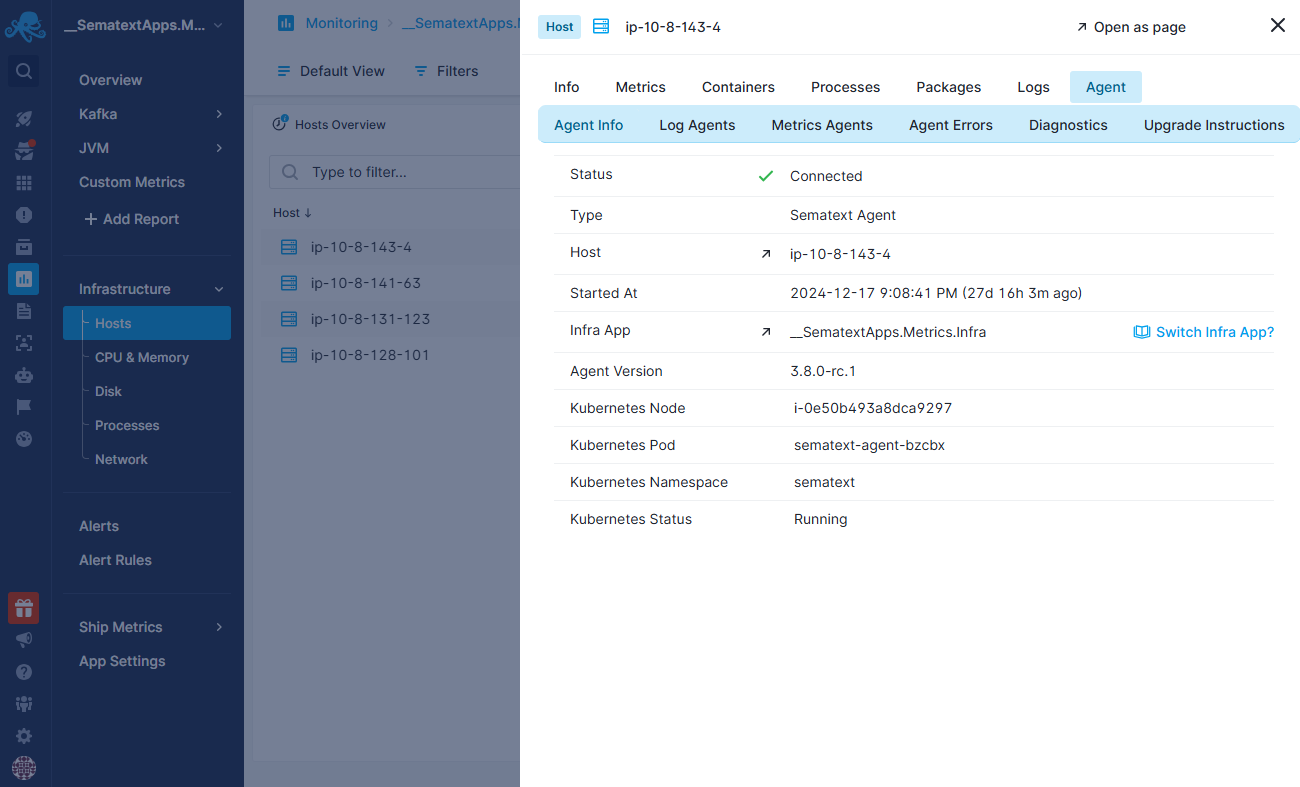 __SematextApps.M...
Overview
Kafka
JVM
Custom Metrics
+ Add Report
Infrastructure
Hosts
CPU & Memory
Disk
Processes
Network
Alerts
Alert Rules
Ship Metrics
App Settings
Monitoring > __SematextApps.
Default View Filters
Hosts Overview
Type to filter...
Host ↓
ip-10-8-143-4
ip-10-8-141-63
ip-10-8-131-123
ip-10-8-128-101
Host ip-10-8-143-4 Open as page
Info Metrics Containers Processes Packages Logs Agent
Agent Info Log Agents Metrics Agents Agent Errors Diagnostics Upgrade Instructions
Status Connected
Type Sematext Agent
Host ip-10-8-143-4
Started At 2024-12-17 9:08:41 PM (27d 16h 3m ago)
Infra App __SematextApps.Metrics.Infra Switch Infra App?
Agent Version 3.8.0-rc.1
Kubernetes Node i-0e50b493a8dca9297
Kubernetes Pod sematext-agent-bzcbx
Kubernetes Namespace sematext
Kubernetes Status Running